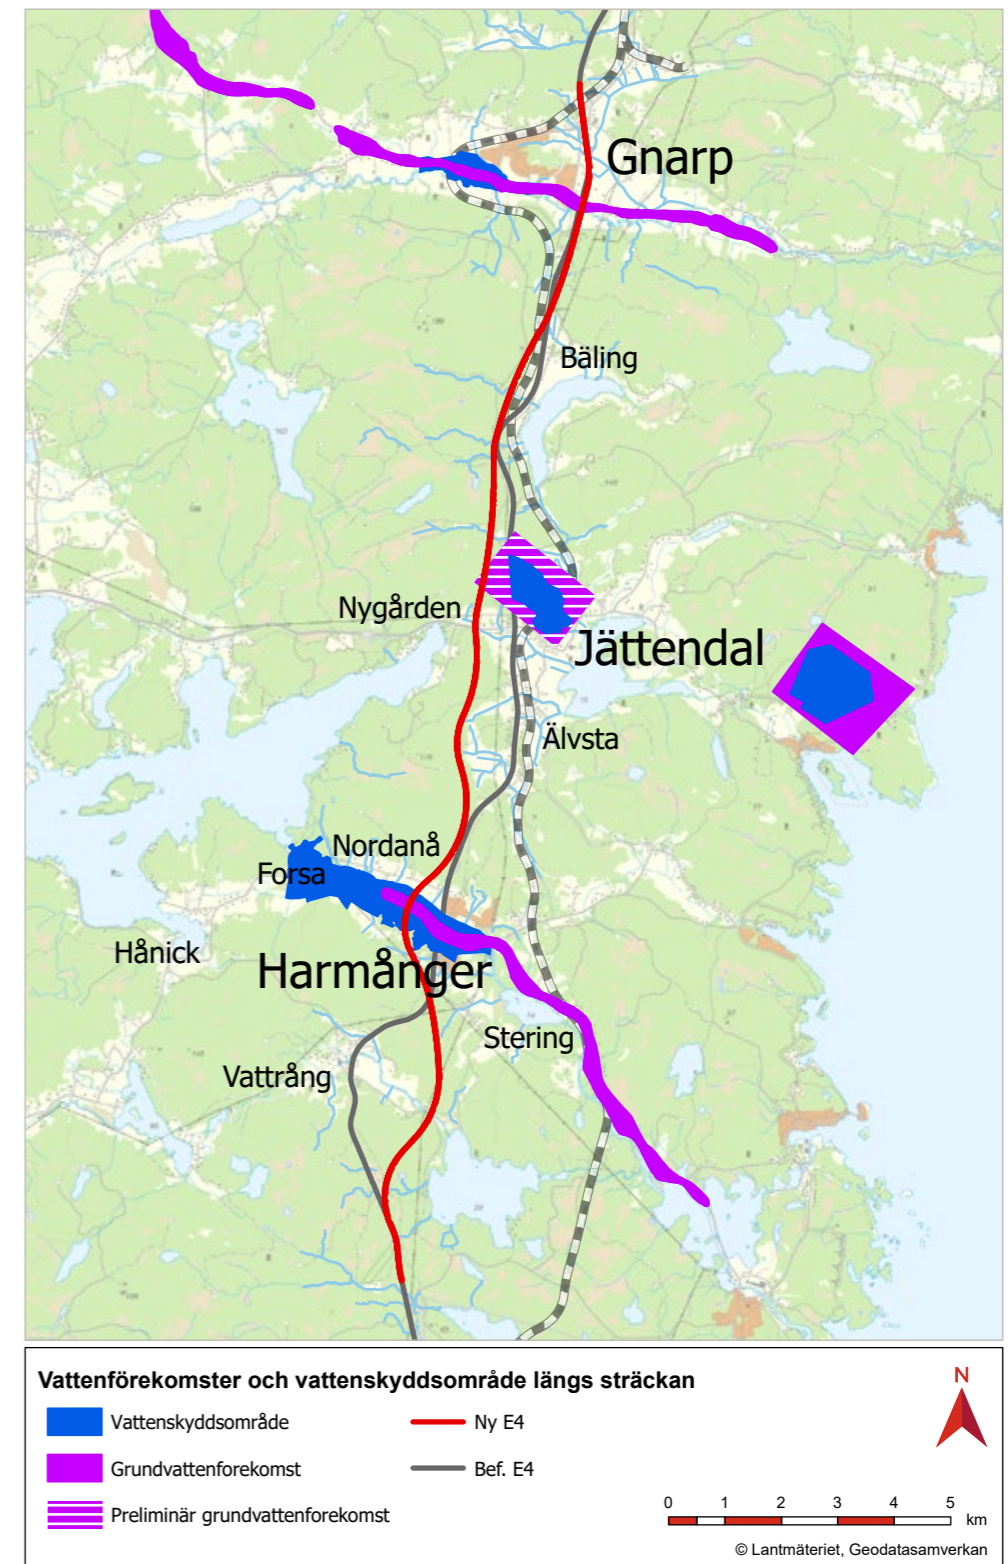 Gnarp
Bäling
Nygården
Jättendal
Älvsta
Nordanå
Forsa
Hånick
Harmånger
Stering
Vattrång
Vattenförekomster och vattenskyddsområde längs sträckan
Vattenskyddsområde
Grundvattenforekomst
Preliminär grundvattenforekomst
Ny E4
Bef. E4
N
0 1 2 3 4 5
km
© Lantmäteriet, Geodatasamverkan